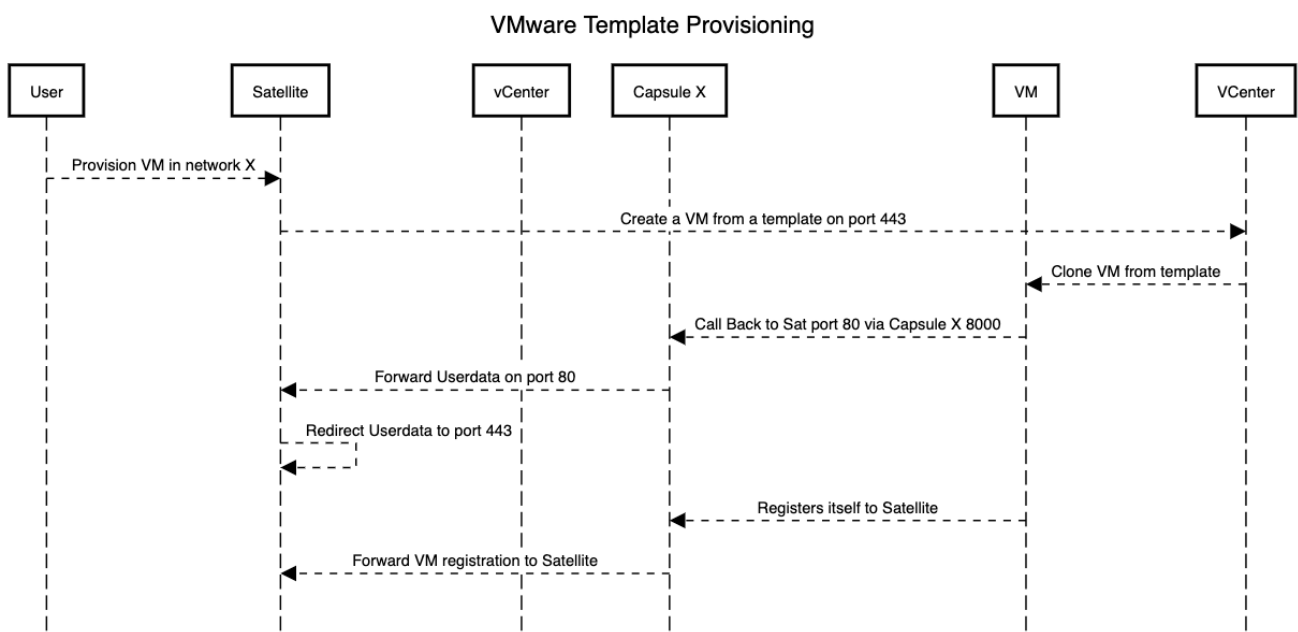 VMware Template Provisioning
User
Satellite
vCenter
Capsule X
VM
VCenter
Provision VM in network X
Create a VM from a template on port 443
Clone VM from template
Call Back to Sat port 80 via Capsule X 8000
Forward Userdata on port 80
Redirect Userdata to port 443
Registers itself to Satellite
Forward VM registration to Satellite